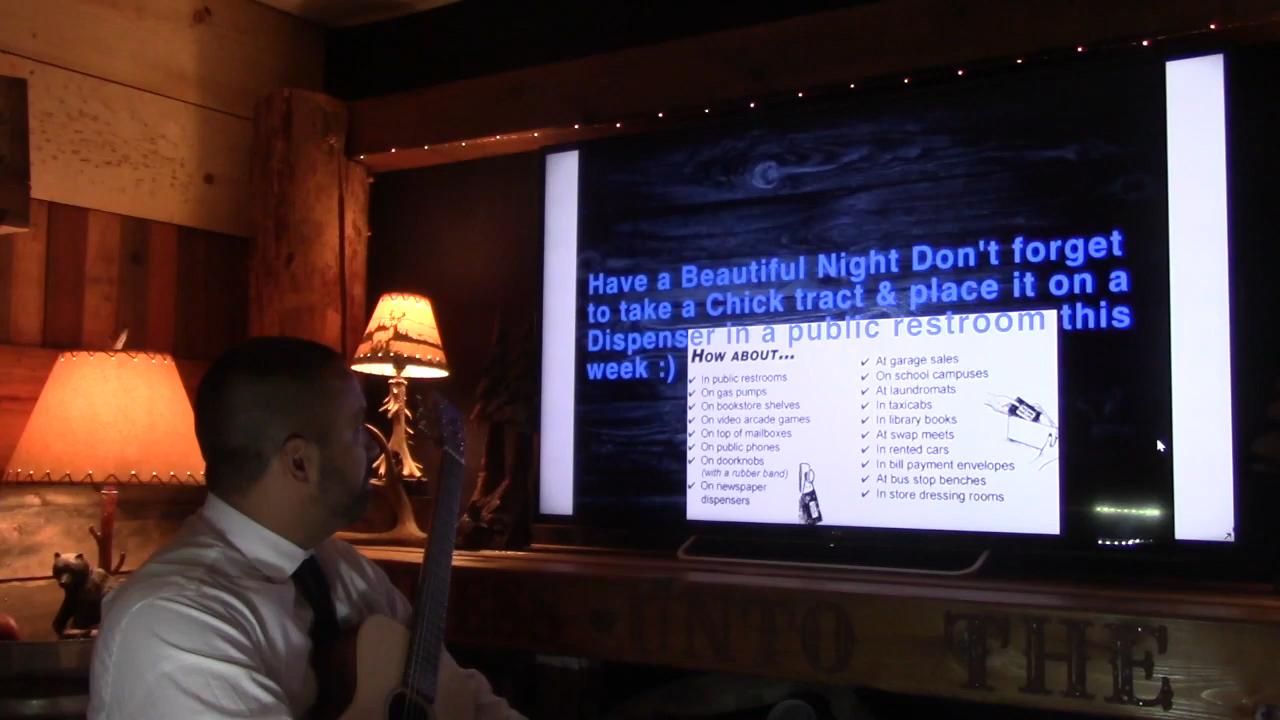 Have a Beautiful Night Don't forget
to take a Chick tract & place it on a
Dispenser in a public restroom this
week :)
HOW ABOUT...
✔ In public restrooms
✔ On gas pumps
✔ On bookstore shelves
✔ On video arcade games
✔ On top of mailboxes
✔ On public phones
✔ On doorknobs
(with a rubber band)
✔ On newspaper
dispensers
✔ At garage sales
✔ On school campuses
✔ At laundromats
✔ In taxicabs
✔ In library books
✔ At swap meets
✔ In rented cars
✔ In bill payment envelopes
✔ At bus stop benches
✔ In store dressing rooms
UNTO THE